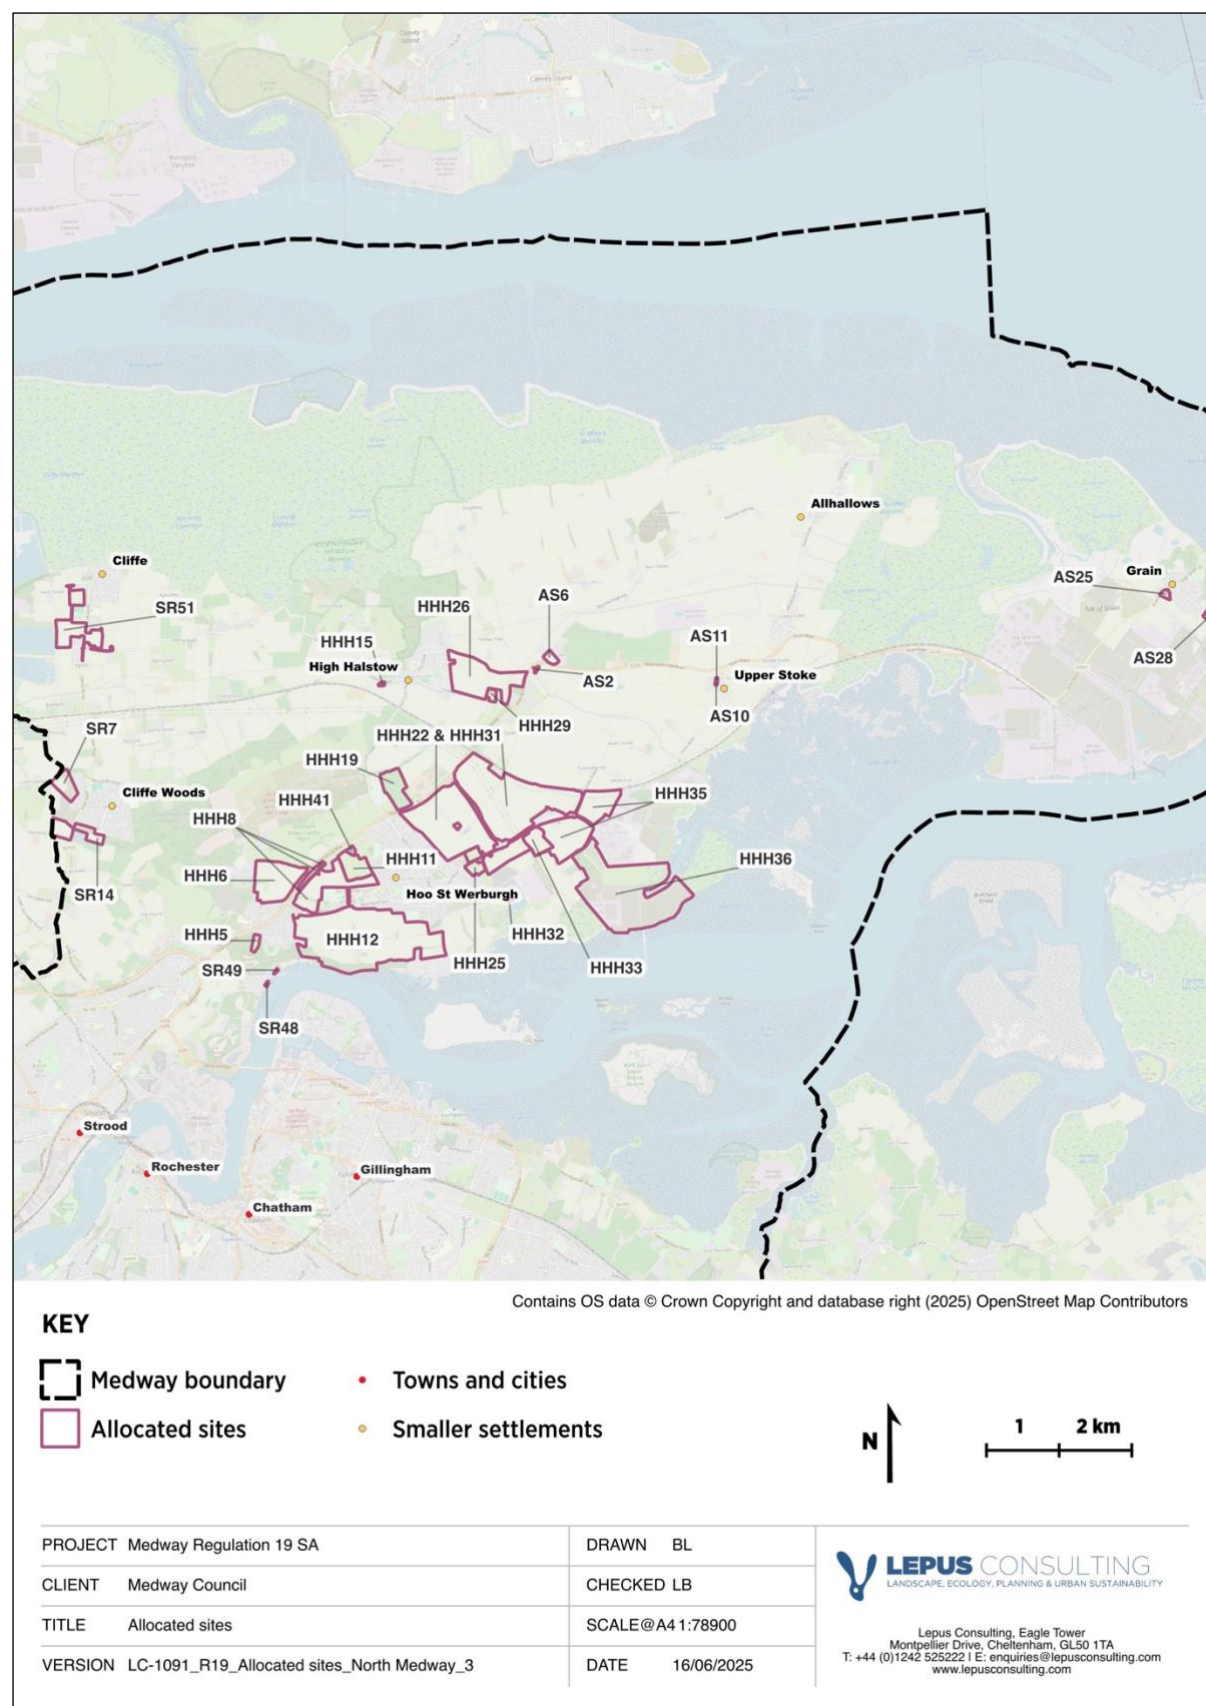 Canvey Island
Allhallows
Cliffe
Grain
AS25
SR51
AS6
HHH26
HHH15
AS11
High Halstow
AS28
AS2
Upper Stoke
AS10
HHH29
SR7
HHH22 & HHH31
HHH19
HHH35
Cliffe Woods
HHH41
HHH8
HHH11
HHH36
HHH6
Hoo St Werburgh
SR14
HHH5
HHH12
HHH32
HHH25
HHH33
SR49
SR48
Strood
Rochester
Gillingham
Chatham
Contains OS data © Crown Copyright and database right (2025) OpenStreet Map Contributors
KEY
Medway boundary
Towns and cities
Allocated sites
Smaller settlements
N
1 2 km
PROJECT Medway Regulation 19 SA
CLIENT Medway Council
TITLE Allocated sites
VERSION LC-1091_R19_Allocated sites_North Medway_3
DRAWN BL
CHECKED LB
SCALE@A4 1:78900
DATE 16/06/2025
LEPUS CONSULTING
LANDSCAPE, ECOLOGY, PLANNING & URBAN SUSTAINABILITY
Lepus Consulting, Eagle Tower
Montpellier Drive, Cheltenham, GL50 1TA
T: +44 (0)1242 525222 I E: enquiries@lepusconsulting.com
www.lepusconsulting.com